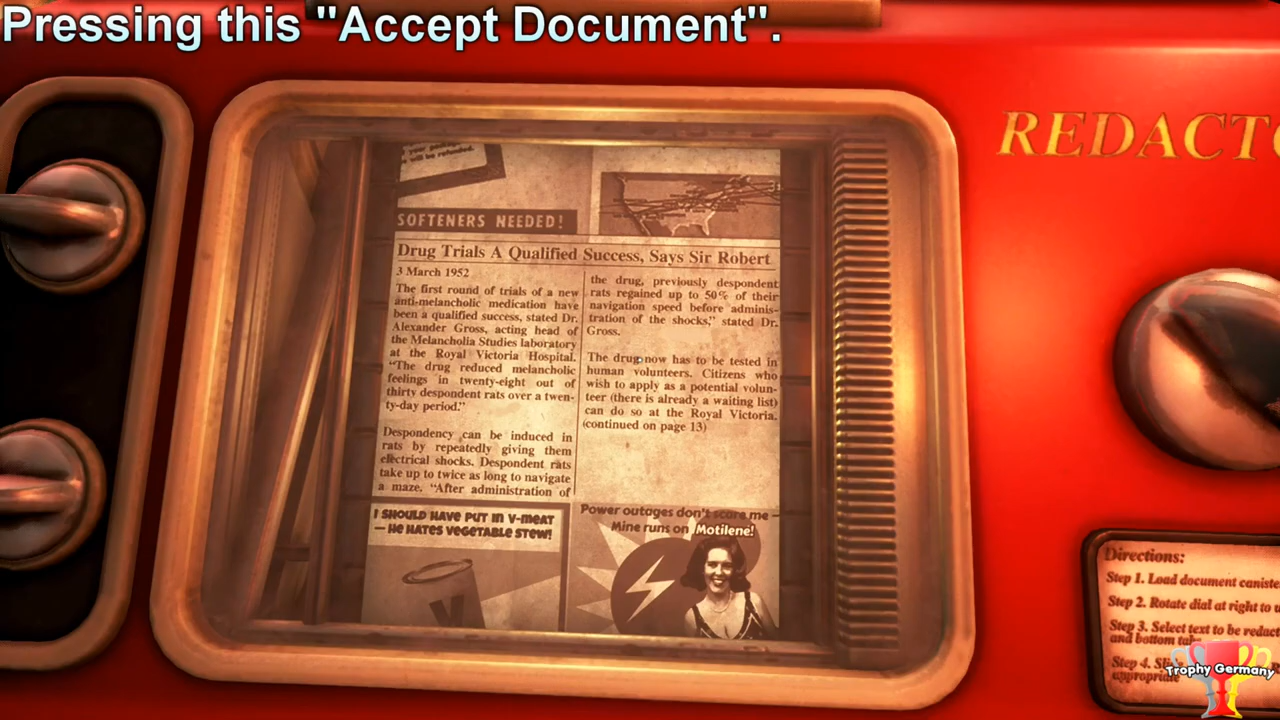 Pressing this "Accept Document".
REDACT
will be refunded.
SOFTENERS NEEDED!
Drug Trials A Qualified Success, Says Sir Robert
3 March 1952
The first round of trials of a new
anti-melancholic medication have
been a qualified success, stated Dr.
Alexander Gross, acting head of
the Melancholia Studies laboratory
at the Royal Victoria Hospital.
"The drug reduced melancholic
feelings in twenty-eight out of
thirty despondent rats over a twen-
ty-day period."
Despondency can be induced in
rats by repeatedly giving them
electrical shocks. Despondent rats
take up to twice as long to navigate
a maze. "After administration of
the drug, previously despondent
rats regained up to 50% of their
navigation speed before adminis-
tration of the shocks," stated Dr.
Gross.
The drug now has to be tested in
human volunteers. Citizens who
wish to apply as a potential volun-
teer (there is already a waiting list)
can do so at the Royal Victoria.
(continued on page 13)
I SHOULD HAVE PUT IN V-MEAT
— HE HATES VEGETABLE STEW!
V
Power outages don't scare me –
Mine runs on Motilene!
Directions:
Step 1. Load document caniste
Step 2. Rotate dial at right to
Step 3. Select text to be redac
and bottom
Step 4.
appropriate
Trophy Germany